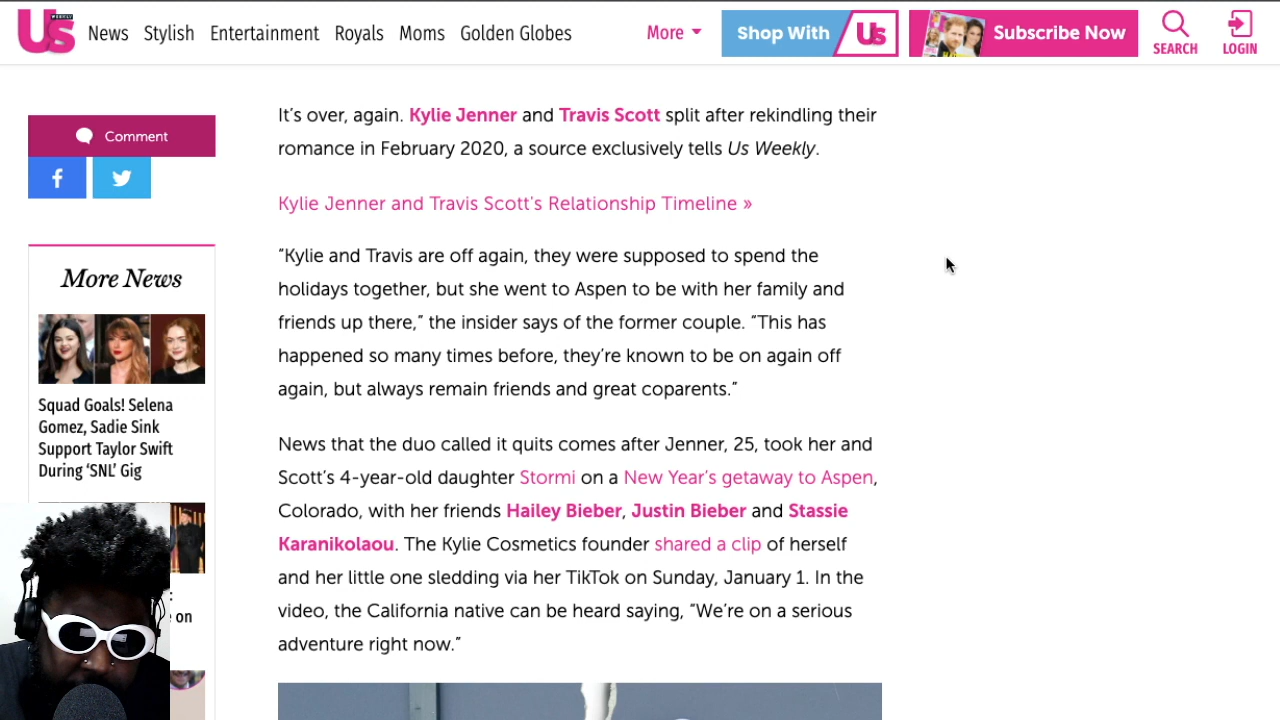 Us WEEKLY News Stylish Entertainment Royals Moms Golden Globes More Shop With Us Subscribe Now SEARCH LOGIN
Comment
It’s over, again. Kylie Jenner and Travis Scott split after rekindling their
romance in February 2020, a source exclusively tells Us Weekly.
Kylie Jenner and Travis Scott’s Relationship Timeline »
“Kylie and Travis are off again, they were supposed to spend the
holidays together, but she went to Aspen to be with her family and
friends up there,” the insider says of the former couple. “This has
happened so many times before, they’re known to be on again off
again, but always remain friends and great coparents.”
News that the duo called it quits comes after Jenner, 25, took her and
Scott’s 4-year-old daughter Stormi on a New Year’s getaway to Aspen,
Colorado, with her friends Hailey Bieber, Justin Bieber and Stassie
Karanikolaou. The Kylie Cosmetics founder shared a clip of herself
and her little one sledding via her TikTok on Sunday, January 1. In the
video, the California native can be heard saying, “We’re on a serious
adventure right now.”
More News
Squad Goals! Selena
Gomez, Sadie Sink
Support Taylor Swift
During ‘SNL’ Gig
:
e on